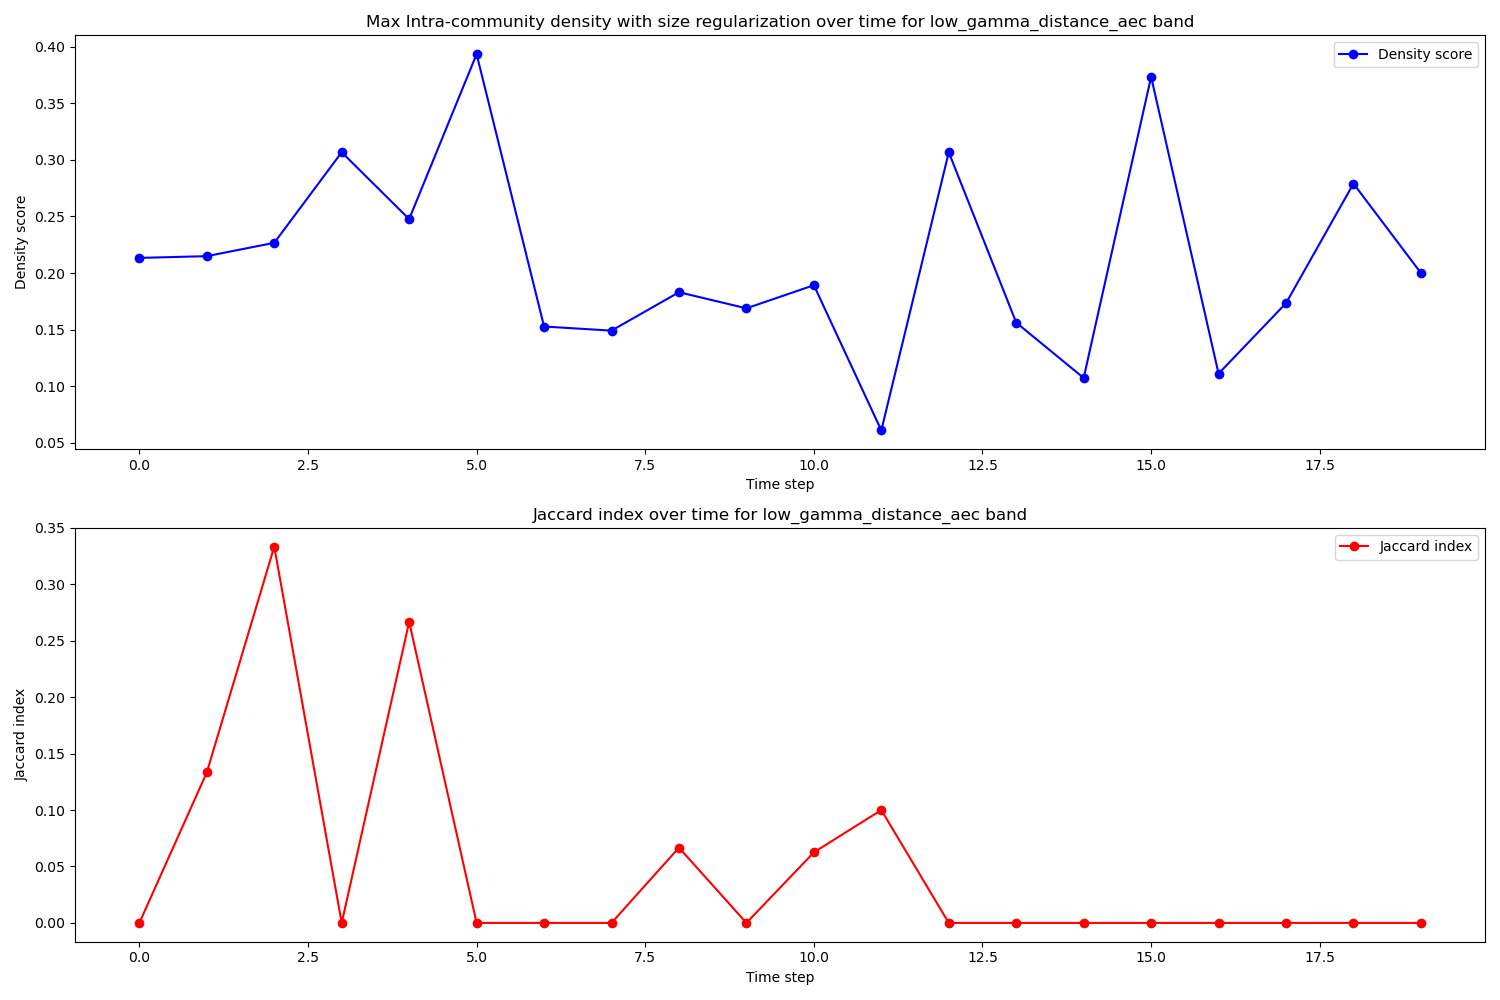 Max Intra-community density with size regularization over time for low_gamma_distance_aec band
Density score
0.40
0.35
0.30
0.25
0.20
0.15
0.10
0.05
Density score
0.0 2.5 5.0 7.5 10.0 12.5 15.0 17.5
Time step
Jaccard index over time for low_gamma_distance_aec band
Jaccard index
0.35
0.30
0.25
0.20
0.15
0.10
0.05
0.00
Jaccard index
0.0 2.5 5.0 7.5 10.0 12.5 15.0 17.5
Time step